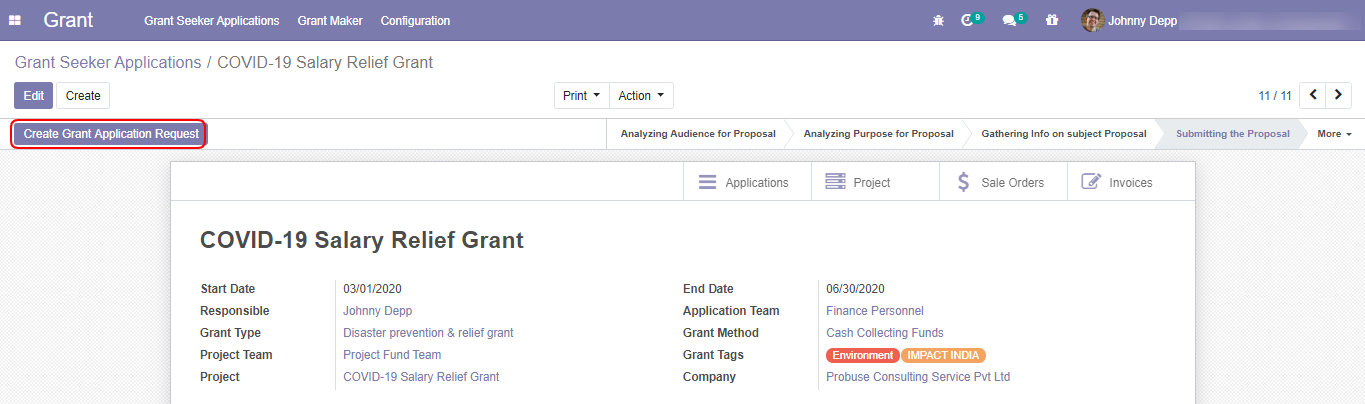 Grant Grant Seeker Applications Grant Maker Configuration 9 5 Johnny Depp
Grant Seeker Applications / COVID-19 Salary Relief Grant
Edit Create Print Action 11 / 11
Create Grant Application Request Analyzing Audience for Proposal Analyzing Purpose for Proposal Gathering Info on subject Proposal Submitting the Proposal More
Applications Project Sale Orders Invoices
COVID-19 Salary Relief Grant
Start Date 03/01/2020 End Date 06/30/2020
Responsible Johnny Depp Application Team Finance Personnel
Grant Type Disaster prevention & relief grant Grant Method Cash Collecting Funds
Project Team Project Fund Team Grant Tags Environment IMPACT INDIA
Project COVID-19 Salary Relief Grant Company Probuse Consulting Service Pvt Ltd